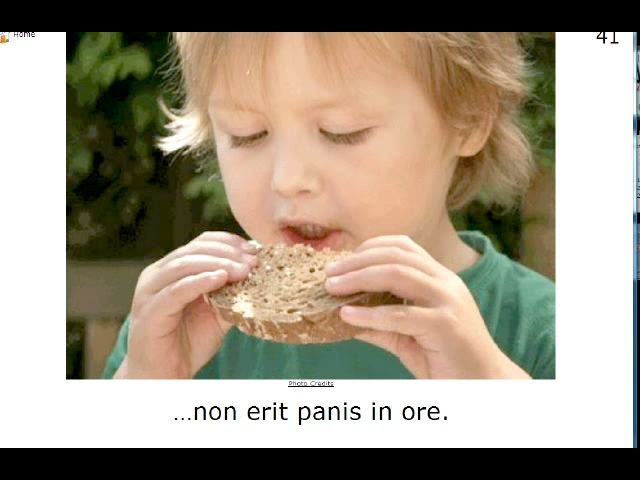 Home
41
Photo Credits
...non erit panis in ore.